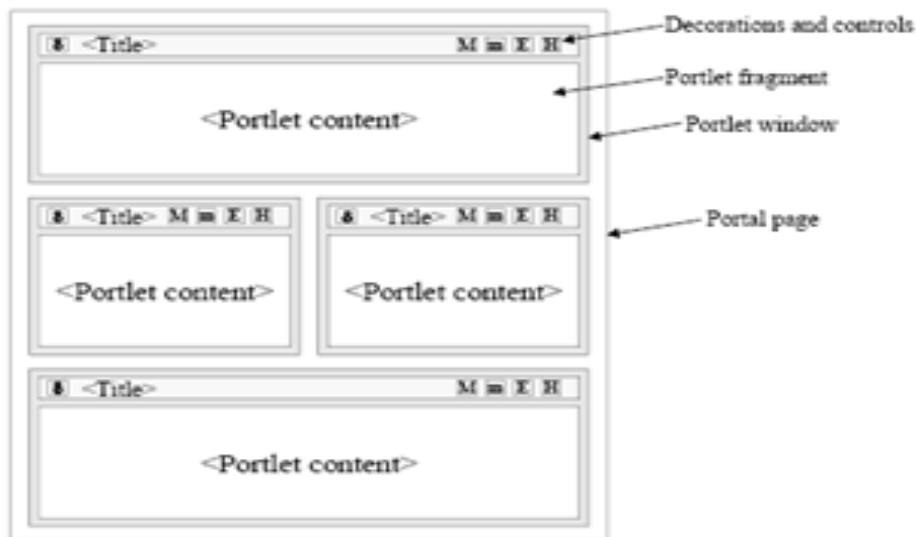 <Title> M m E H
Decorations and controls
Portlet fragment
<Portlet content>
Portlet window
<Title> M m E H
<Title> M m E H
Portal page
<Portlet content>
<Portlet content>
<Title> M m E H
<Portlet content>